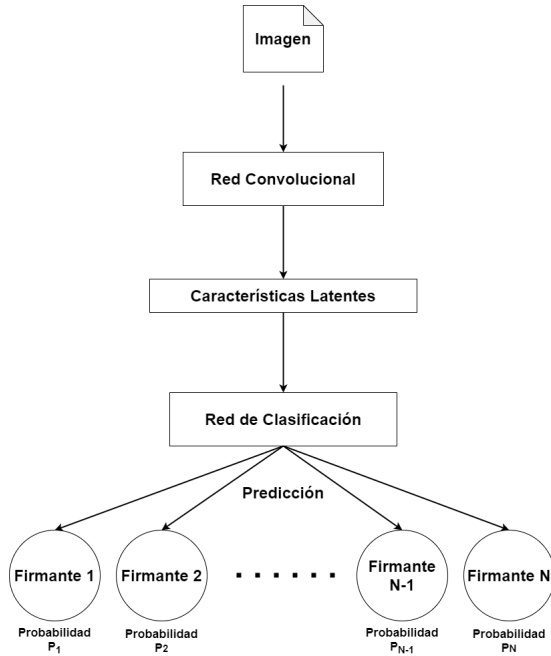 Imagen
Red Convolucional
Características Latentes
Red de Clasificación
Predicción
Firmante 1
Firmante 2
Firmante
N-1
Firmante N
Probabilidad
P1
Probabilidad
P2
Probabilidad
PN-1
Probabilidad
PN